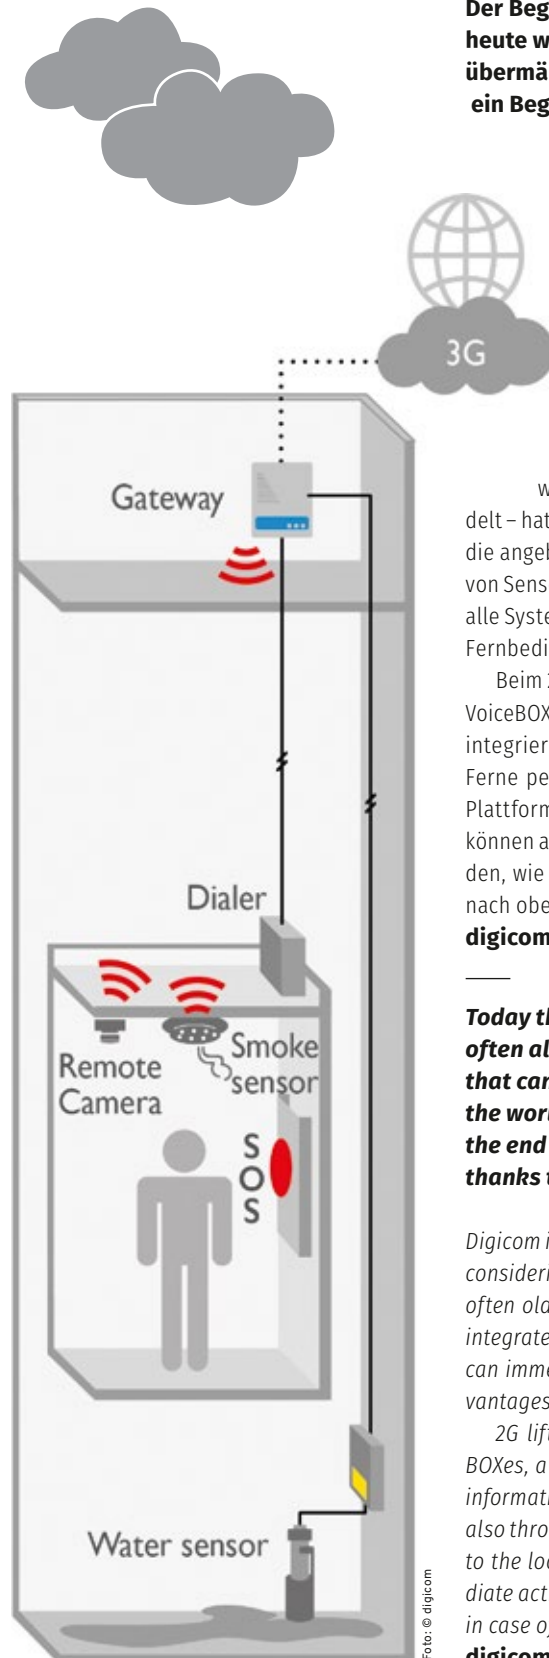 Der Beg
heute w
übermä
ein Beg
3G
Gateway
Dialer
Remote
Camera
Smoke
sensor
S
O
S
Water sensor
Foto: © digicom
w
delt – hat
die angeb
von Sens
alle Syste
Fernbedi
Beim
VoiceBOX
integrier
Ferne pe
Plattform
können a
den, wie
nach obe
digicom
Today th
often al
that can
the wor
the end
thanks t
Digicom i
consideri
often old
integrate
can imme
vantages
2G lift
BOXes, a
informati
also thro
to the loc
diate act
in case of
digicom